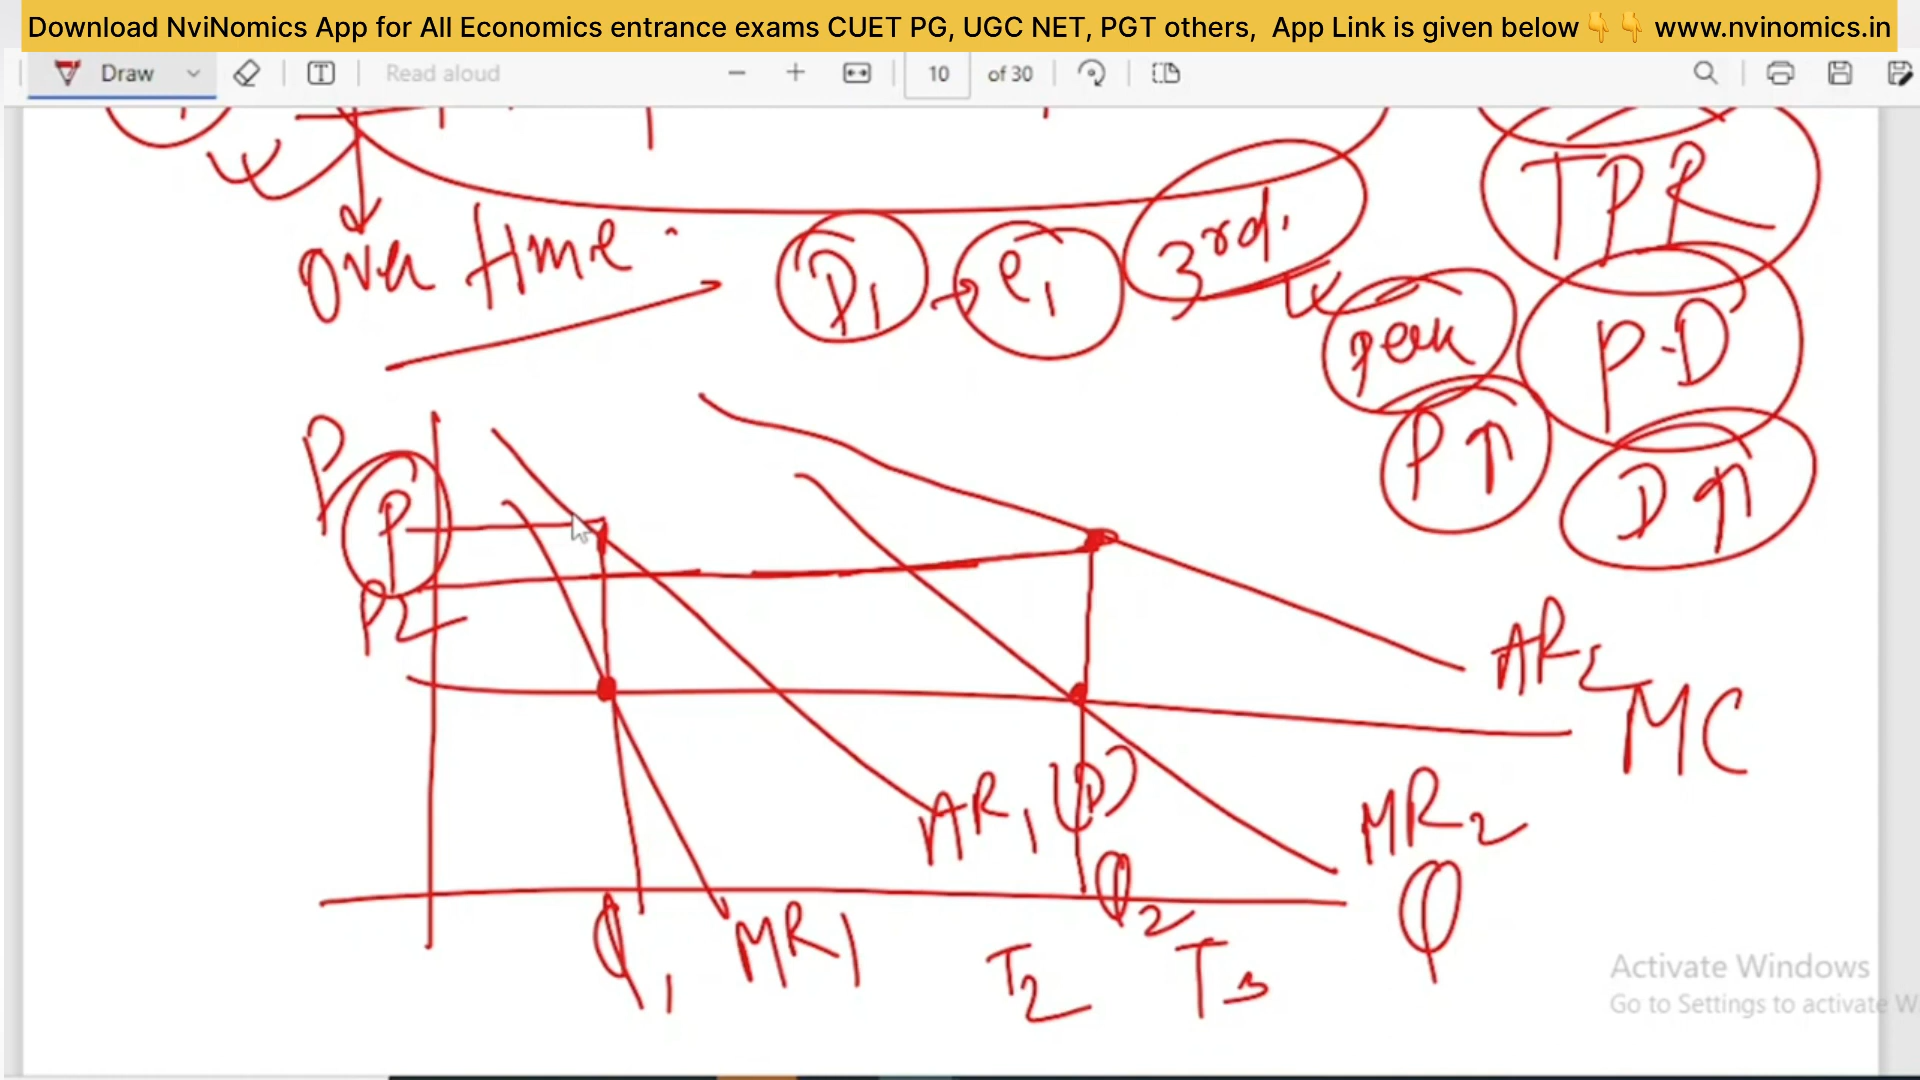 Download NviNomics App for All Economics entrance exams CUET PG, UGC NET, PGT others, App Link is given below👇👇 www.nvinomics.in
Draw
Read aloud
10 of 30
TPR
Over time
P1 → e1
3rd.
peak
P-D
P ↑
D ↑
P
P
P2
AR2
MC
AR1 (D)
MR2
Q2
Q
Q1
MR1
T2
T3
Activate Windows
Go to Settings to activate W